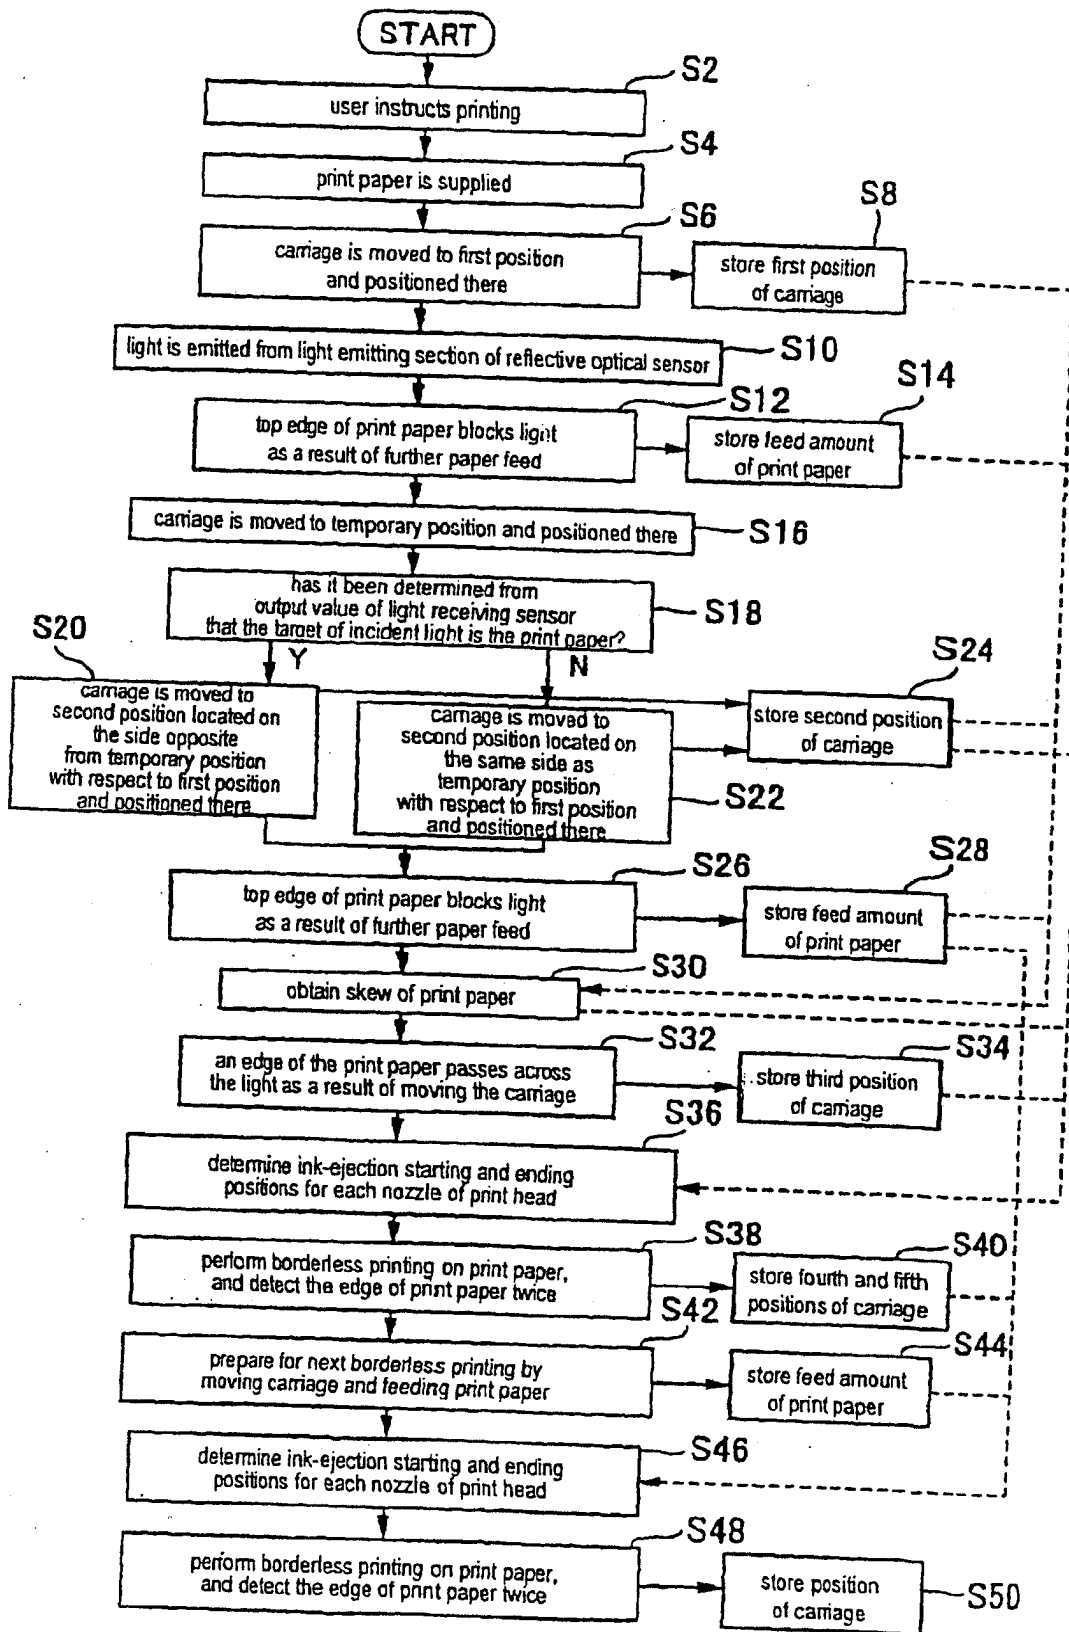 START
S2
user instructs printing
S4
print paper is supplied
S6
carriage is moved to first position
and positioned there
S8
store first position
of carriage
light is emitted from light emitting section of reflective optical sensor
S10
S12
top edge of print paper blocks light
as a result of further paper feed
S14
store feed amount
of print paper
carriage is moved to temporary position and positioned there
S16
has it been determined from
output value of light receiving sensor
that the target of incident light is the print paper?
S18
Y
N
S20
carriage is moved to
second position located on
the side opposite
from temporary position
with respect to first position
and positioned there
carriage is moved to
second position located on
the same side as
temporary position
with respect to first position
and positioned there
S22
S24
store second position
of carriage
S26
top edge of print paper blocks light
as a result of further paper feed
S28
store feed amount
of print paper
S30
obtain skew of print paper
S32
an edge of the print paper passes across
the light as a result of moving the carriage
S34
store third position
of carriage
S36
determine ink-ejection starting and ending
positions for each nozzle of print head
S38
perform borderless printing on print paper,
and detect the edge of print paper twice
S40
store fourth and fifth
positions of carriage
S42
prepare for next borderless printing by
moving carriage and feeding print paper
S44
store feed amount
of print paper
S46
determine ink-ejection starting and ending
positions for each nozzle of print head
S48
perform borderless printing on print paper,
and detect the edge of print paper twice
store position
of carriage
S50